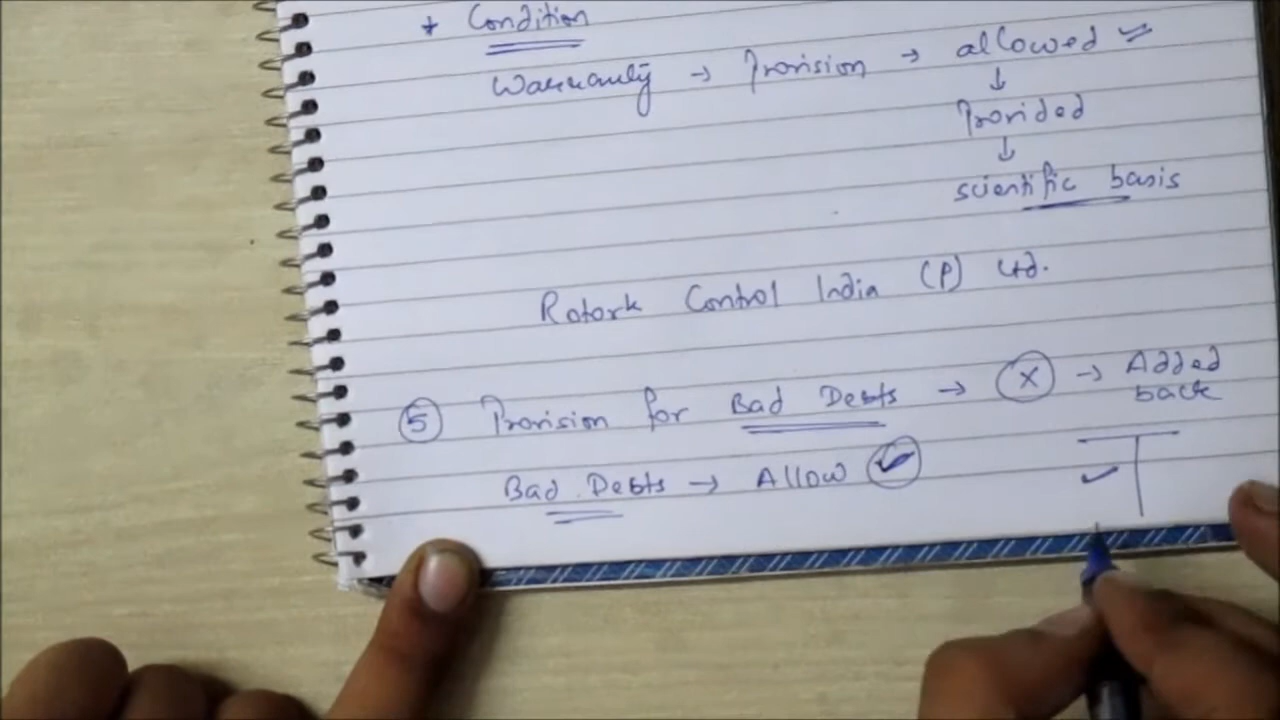 + Condition
Warranty → Provision → allowed
↓
Provided
↓
scientific basis
Rotork Control India (P) Ltd.
⑤ Provision for Bad Debts → ⓧ → Added
back
Bad Debts → Allow ✓
✓